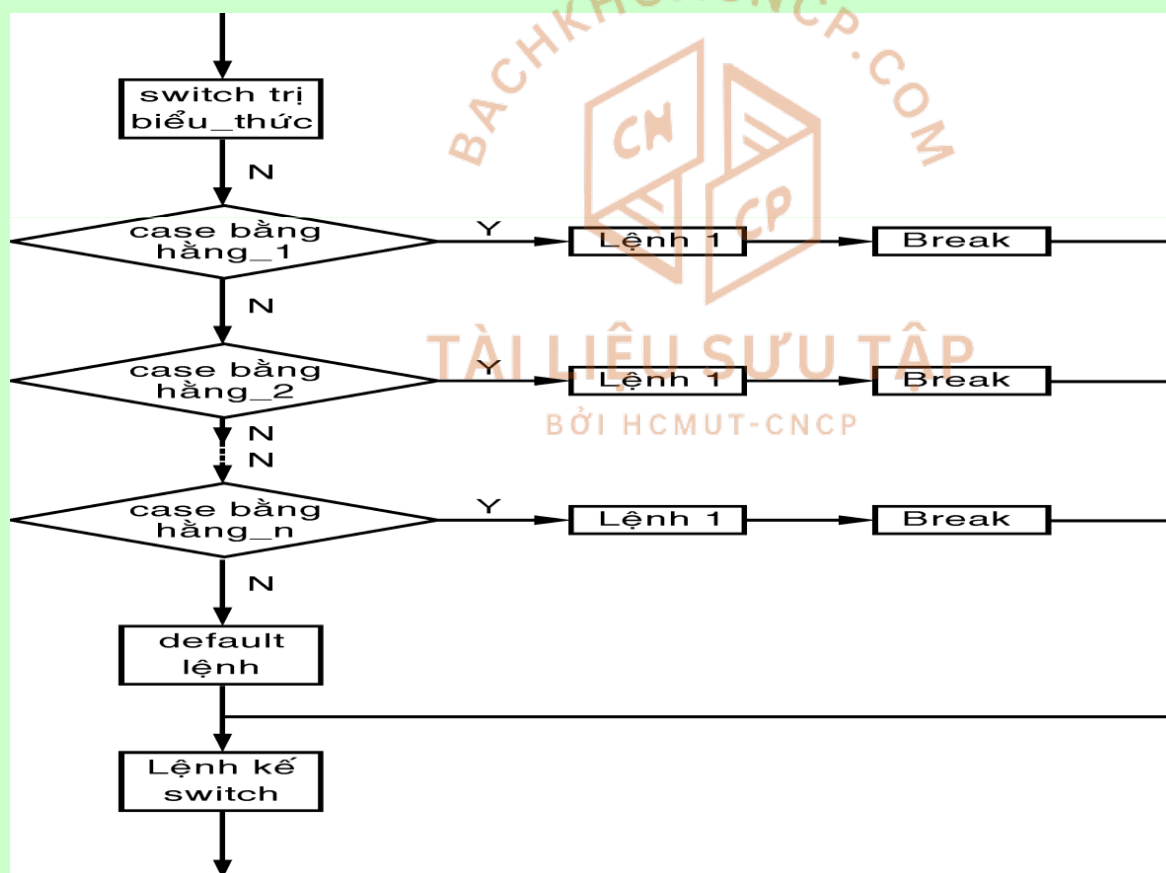 BACHKHOACNCP.COM
switch trị
biểu_thức
N
CN
CP
case bằng
hằng_1
Y
Lệnh 1
Break
N
TÀI LIỆU SƯU TẬP
case bằng
hằng_2
Y
Lệnh 1
Break
BỞI HCMUT-CNCP
N
N
case bằng
hằng_n
Y
Lệnh 1
Break
N
default
lệnh
Lệnh kế
switch